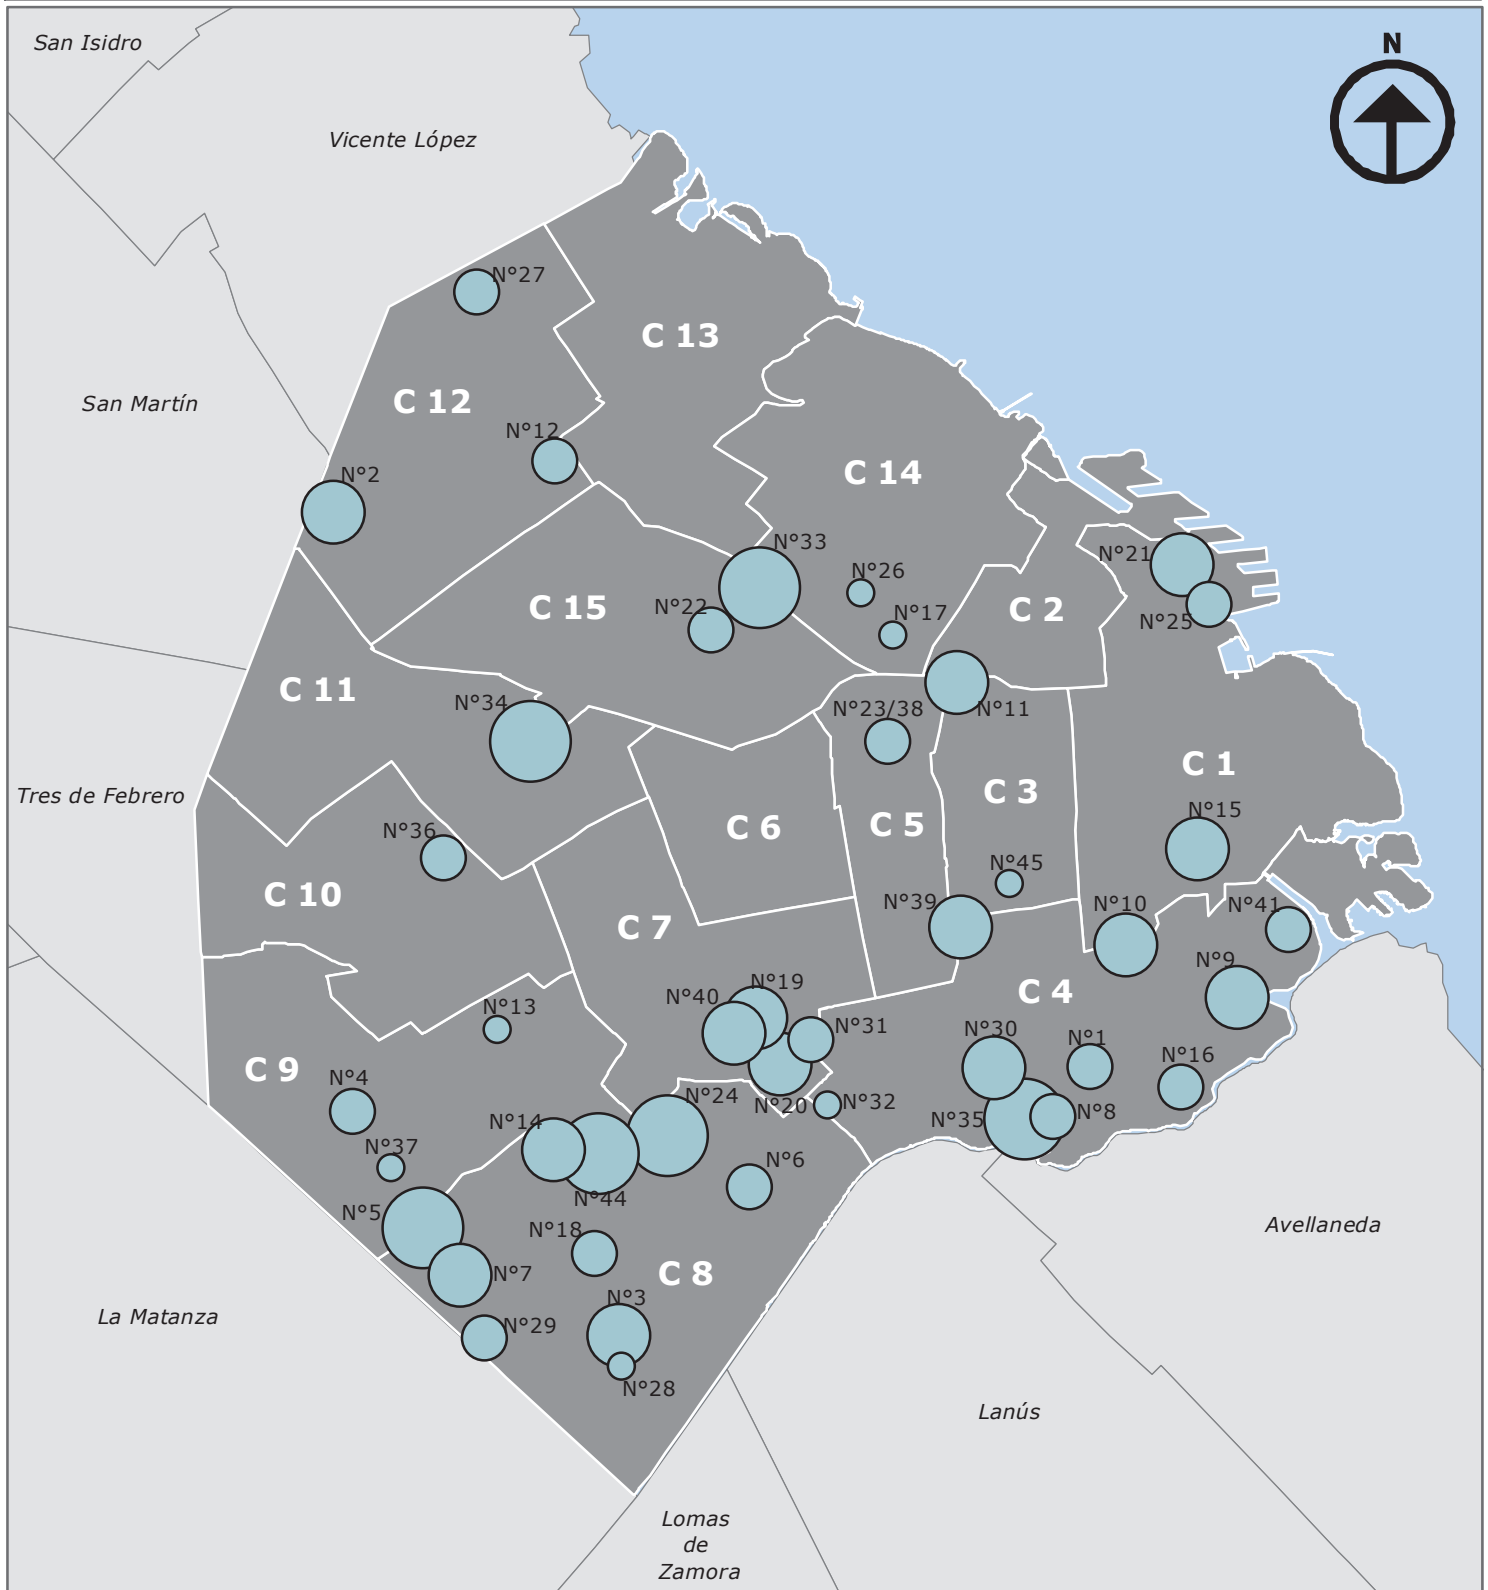 N
San Isidro
Vicente López
N°27
C 13
San Martín
C 12
N°12
N°2
C 14
N°33
N°21
N°26
C 15
N°22
C 2
N°17
N°25
C 11
N°34
N°23/38
N°11
C 1
Tres de Febrero
C 3
N°15
C 6
C 5
N°36
N°45
C 10
N°39
N°10
N°41
C 7
N°9
N°19
C 4
N°40
N°13
N°31
N°30
N°1
C 9
N°16
N°4
N°24
N°20
N°32
N°14
N°35
N°8
N°37
N°6
N°44
N°5
N°18
Avellaneda
N°7
C 8
N°3
La Matanza
N°29
N°28
Lanús
Lomas
de
Zamora